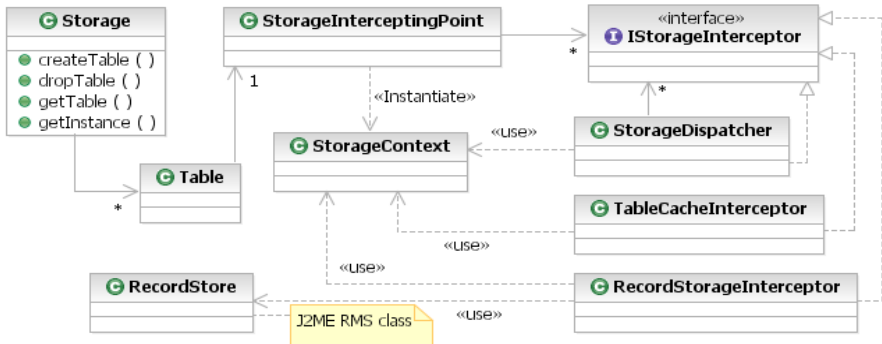 Storage
createTable ( )
dropTable ( )
getTable ( )
getInstance ( )
StorageInterceptingPoint
«interface»
IStorageInterceptor
*
1
«Instantiate»
*
StorageDispatcher
«use»
StorageContext
Table
*
TableCacheInterceptor
«use»
«use»
RecordStore
RecordStorageInterceptor
J2ME RMS class
«use»